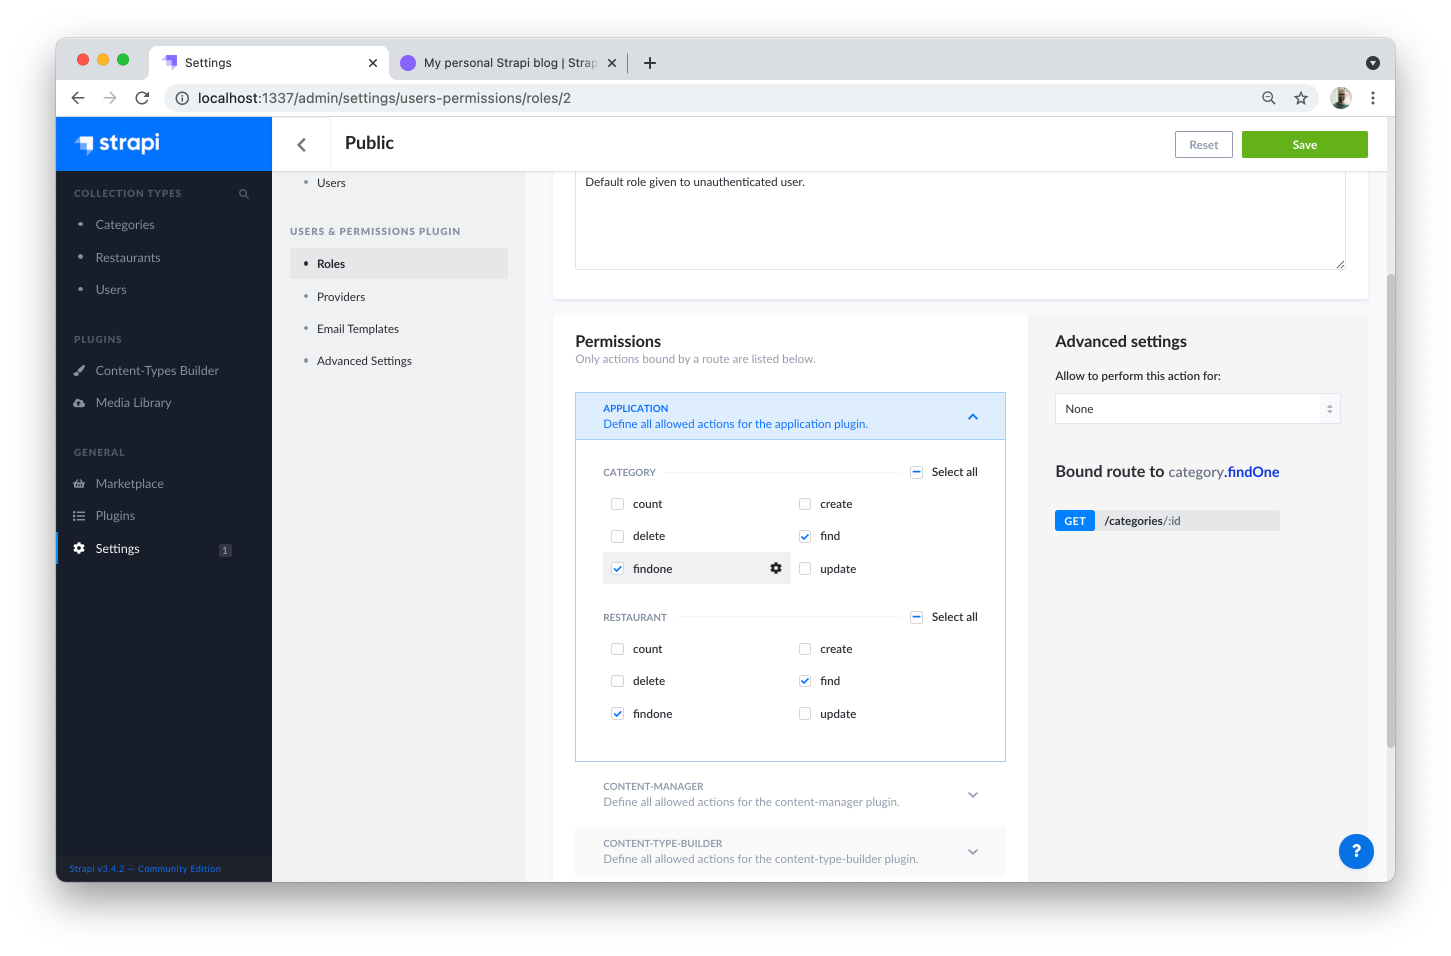 Settings
My personal Strapi blog | Strap
localhost:1337/admin/settings/users-permissions/roles/2
strapi
Public
Reset
Save
COLLECTION TYPES
Categories
Restaurants
Users
PLUGINS
Content-Types Builder
Media Library
GENERAL
Marketplace
Plugins
Settings
1
Strapi v3.4.2 — Community Edition
Users
USERS & PERMISSIONS PLUGIN
Roles
Providers
Email Templates
Advanced Settings
Default role given to unauthenticated user.
Permissions
Only actions bound by a route are listed below.
APPLICATION
Define all allowed actions for the application plugin.
CATEGORY
Select all
count
create
delete
find
findone
update
RESTAURANT
Select all
count
create
delete
find
findone
update
CONTENT-MANAGER
Define all allowed actions for the content-manager plugin.
CONTENT-TYPE-BUILDER
Define all allowed actions for the content-type-builder plugin.
Advanced settings
Allow to perform this action for:
None
Bound route to category.findOne
GET /categories/:id
?